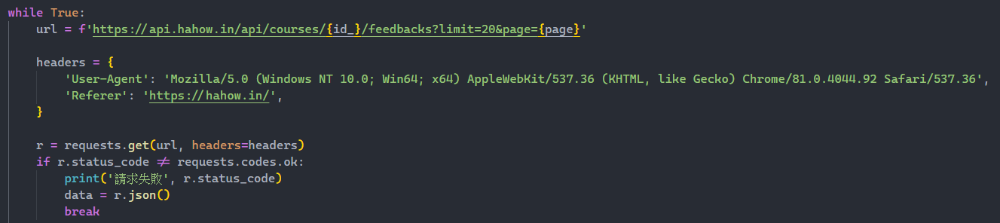 while True:
url = f'https://api.hahow.in/api/courses/{id_}/feedbacks?limit=20&page={page}'
headers = {
'User-Agent': 'Mozilla/5.0 (Windows NT 10.0; Win64; x64) AppleWebKit/537.36 (KHTML, like Gecko) Chrome/81.0.4044.92 Safari/537.36',
'Referer': 'https://hahow.in/',
}
r = requests.get(url, headers=headers)
if r.status_code != requests.codes.ok:
print('請求失敗', r.status_code)
data = r.json()
break